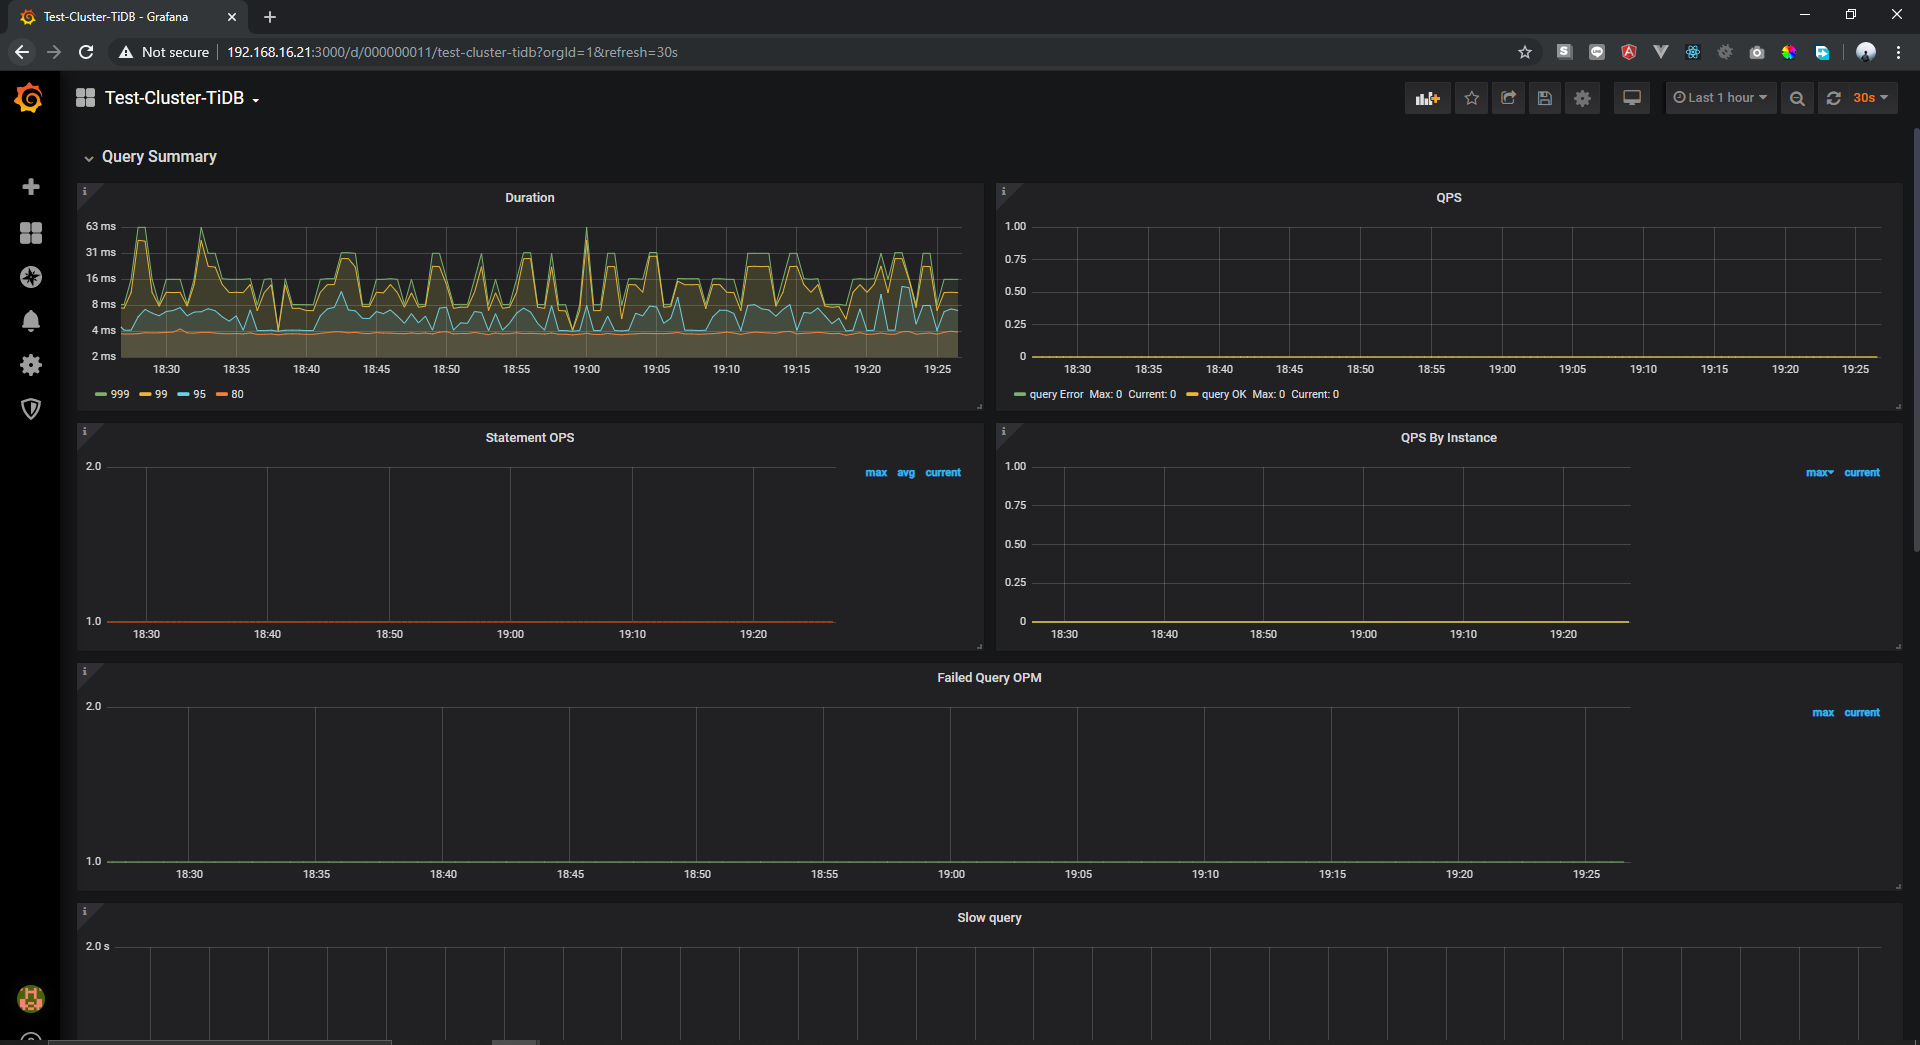 Test-Cluster-TiDB - Grafana
Not secure 192.168.16.21:3000/d/000000011/test-cluster-tidb?orgId=1&refresh=30s
Test-Cluster-TiDB
Last 1 hour 30s
Query Summary
Duration
63 ms
31 ms
16 ms
8 ms
4 ms
2 ms
18:30 18:35 18:40 18:45 18:50 18:55 19:00 19:05 19:10 19:15 19:20 19:25
999 99 95 80
QPS
1.00
0.75
0.50
0.25
0
18:30 18:35 18:40 18:45 18:50 18:55 19:00 19:05 19:10 19:15 19:20 19:25
query Error Max: 0 Current: 0 query OK Max: 0 Current: 0
Statement OPS
2.0
max avg current
1.0
18:30 18:40 18:50 19:00 19:10 19:20
QPS By Instance
1.00
max current
0.75
0.50
0.25
0
18:30 18:40 18:50 19:00 19:10 19:20
Failed Query OPM
2.0
max current
1.0
18:30 18:35 18:40 18:45 18:50 18:55 19:00 19:05 19:10 19:15 19:20 19:25
Slow query
2.0 s